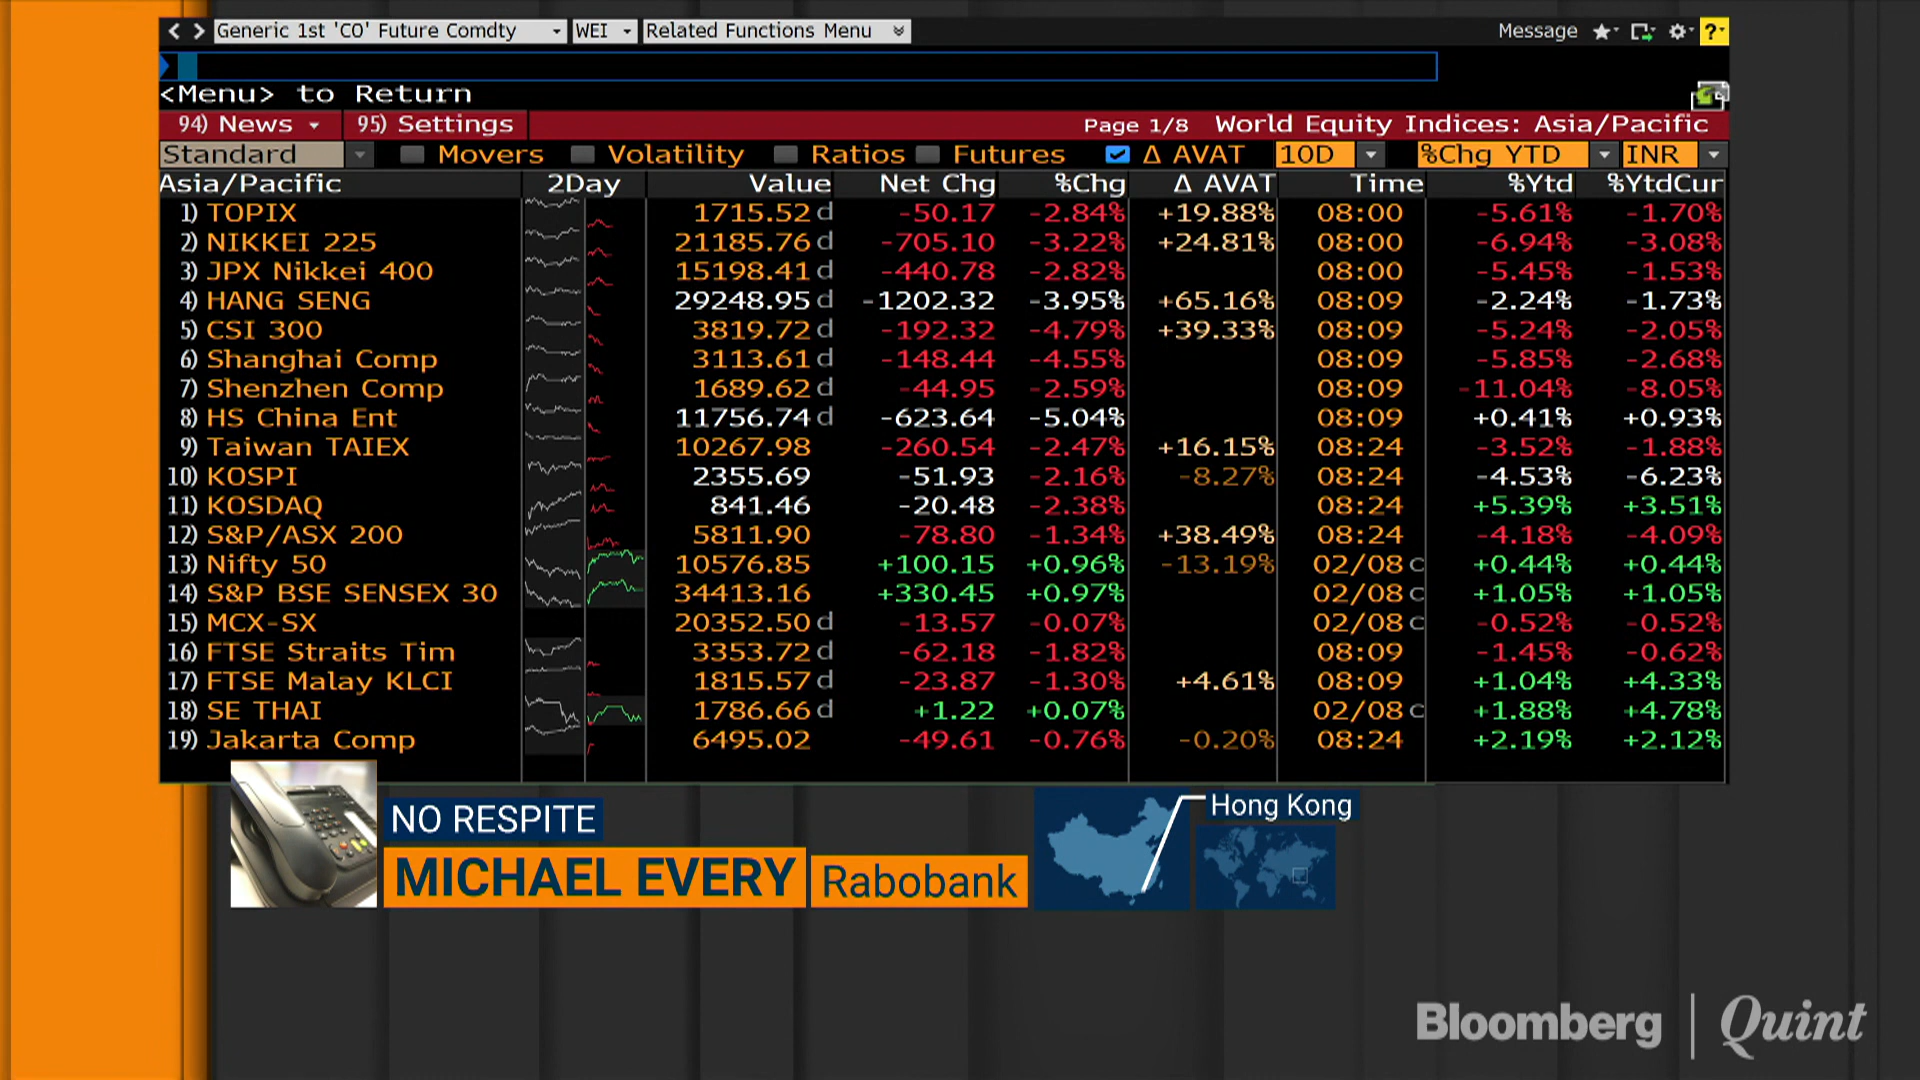 Generic 1st 'CO' Future Comdty WEI Related Functions Menu Message ?
<Menu> to Return
94) News 95) Settings Page 1/8 World Equity Indices: Asia/Pacific
Standard Movers Volatility Ratios Futures Δ AVAT 10D %Chg YTD INR
Asia/Pacific 2Day Value Net Chg %Chg Δ AVAT Time %Ytd %YtdCur
1) TOPIX 1715.52 d -50.17 -2.84% +19.88% 08:00 -5.61% -1.70%
2) NIKKEI 225 21185.76 d -705.10 -3.22% +24.81% 08:00 -6.94% -3.08%
3) JPX Nikkei 400 15198.41 d -440.78 -2.82% 08:00 -5.45% -1.53%
4) HANG SENG 29248.95 d -1202.32 -3.95% +65.16% 08:09 -2.24% -1.73%
5) CSI 300 3819.72 d -192.32 -4.79% +39.33% 08:09 -5.24% -2.05%
6) Shanghai Comp 3113.61 d -148.44 -4.55% 08:09 -5.85% -2.68%
7) Shenzhen Comp 1689.62 d -44.95 -2.59% 08:09 -11.04% -8.05%
8) HS China Ent 11756.74 d -623.64 -5.04% 08:09 +0.41% +0.93%
9) Taiwan TAIEX 10267.98 -260.54 -2.47% +16.15% 08:24 -3.52% -1.88%
10) KOSPI 2355.69 -51.93 -2.16% -8.27% 08:24 -4.53% -6.23%
11) KOSDAQ 841.46 -20.48 -2.38% 08:24 +5.39% +3.51%
12) S&P/ASX 200 5811.90 -78.80 -1.34% +38.49% 08:24 -4.18% -4.09%
13) Nifty 50 10576.85 +100.15 +0.96% -13.19% 02/08 c +0.44% +0.44%
14) S&P BSE SENSEX 30 34413.16 +330.45 +0.97% 02/08 c +1.05% +1.05%
15) MCX-SX 20352.50 d -13.57 -0.07% 02/08 c -0.52% -0.52%
16) FTSE Straits Tim 3353.72 d -62.18 -1.82% 08:09 -1.45% -0.62%
17) FTSE Malay KLCI 1815.57 d -23.87 -1.30% +4.61% 08:09 +1.04% +4.33%
18) SE THAI 1786.66 d +1.22 +0.07% 02/08 c +1.88% +4.78%
19) Jakarta Comp 6495.02 -49.61 -0.76% -0.20% 08:24 +2.19% +2.12%
NO RESPITE
MICHAEL EVERY Rabobank
Hong Kong
Bloomberg | Quint